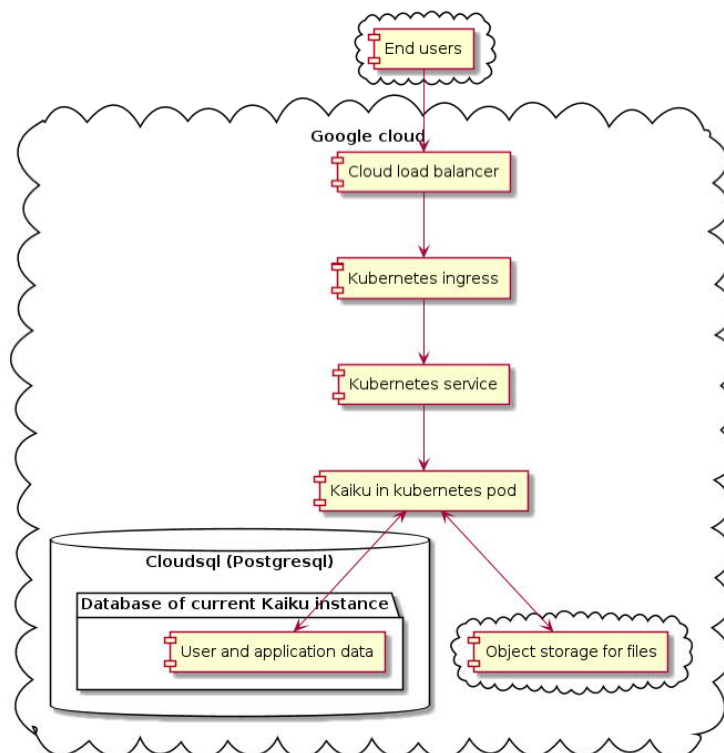 End users
Google cloud
Cloud load balancer
Kubernetes ingress
Kubernetes service
Kaiku in kubernetes pod
Cloudsql (Postgresql)
Database of current Kaiku instance
User and application data
Object storage for files